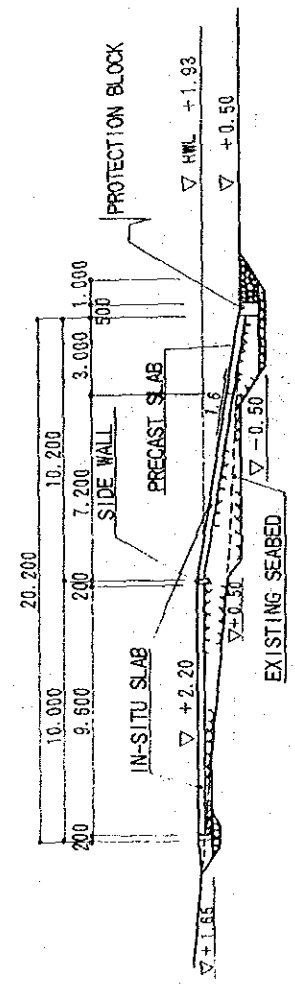 20.200
10.000
10.200
200
9.600
200
7.200
3.000
500
1.000
SIDE WALL
PROTECTION BLOCK
IN-SITU SLAB
PRECAST SLAB
▽ +2.20
▽ HWL +1.93
▽ +0.50
1.6
▽ +1.65
▽ +0.50
▽ -0.50
EXISTING SEABED